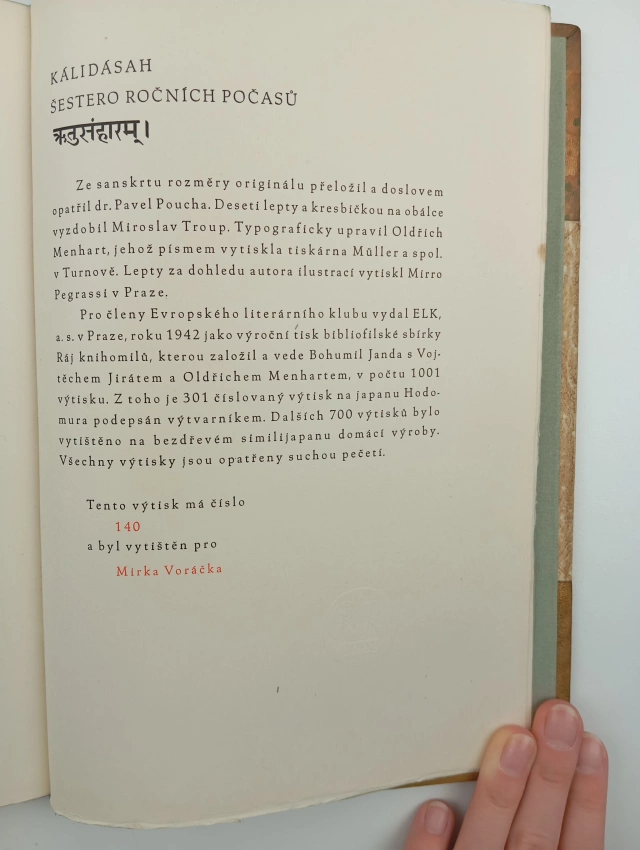 KÁLIDÁSAH
ŠESTERO ROČNÍCH POČASŮ
ऋतुसंहारम्।
Ze sanskrtu rozměry originálu přeložil a doslovem
opatřil dr. Pavel Poucha. Deseti lepty a kresbičkou na obálce
vyzdobil Miroslav Troup. Typograficky upravil Oldřich
Menhart, jehož písmem vytiskla tiskárna Müller a spol.
v Turnově. Lepty za dohledu autora ilustrací vytiskl Mirro
Pegrassi v Praze.
Pro členy Evropského literárního klubu vydal ELK,
a. s. v Praze, roku 1942 jako výroční tisk bibliofilské sbírky
Ráj knihomilů, kterou založil a vede Bohumil Janda s Voj-
těchem Jirátem a Oldřichem Menhartem, v počtu 1001
výtisku. Z toho je 301 číslovaný výtisk na japanu Hodo-
mura podepsán výtvarníkem. Dalších 700 výtisků bylo
vytištěno na bezdřevém similijapanu domácí výroby.
Všechny výtisky jsou opatřeny suchou pečetí.
Tento výtisk má číslo
140
a byl vytištěn pro
Mirka Voráčka